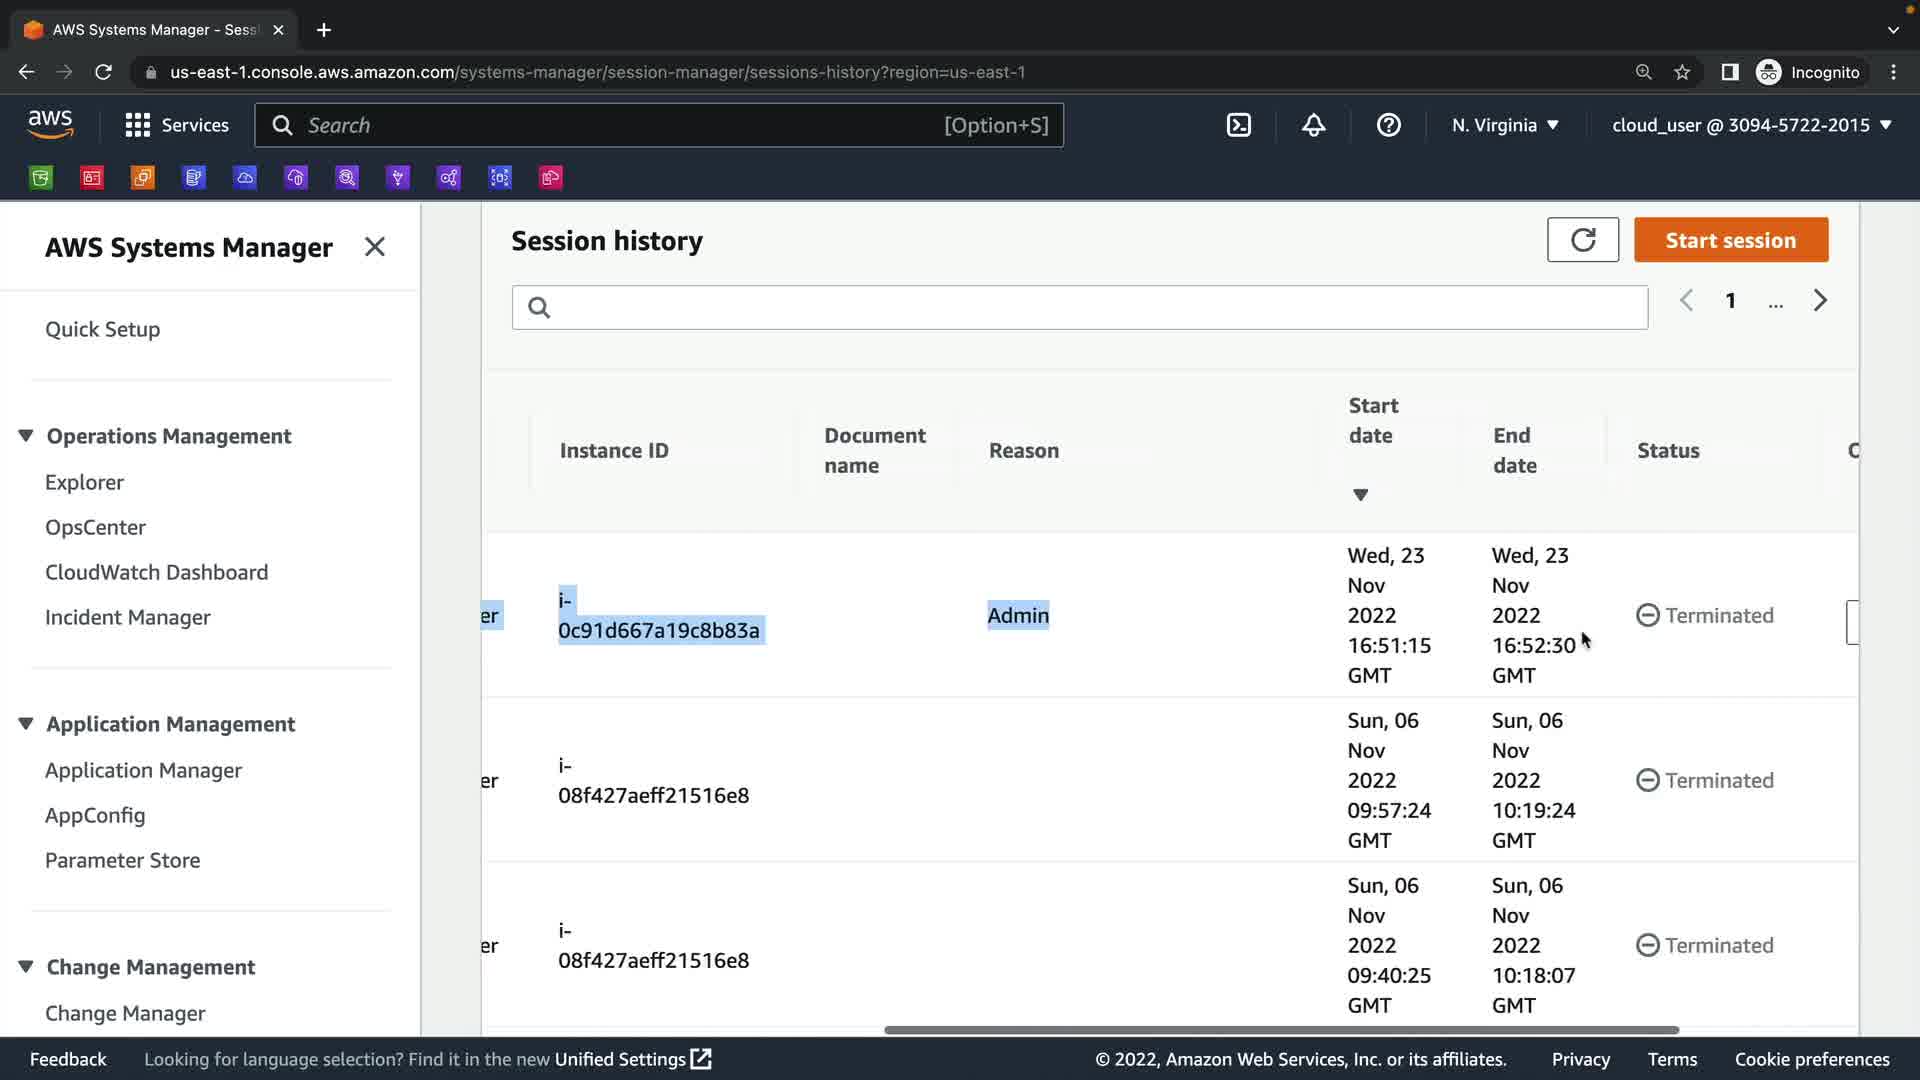 AWS Systems Manager - Sess
us-east-1.console.aws.amazon.com/systems-manager/session-manager/sessions-history?region=us-east-1
Incognito
aws
Services
Search
[Option+S]
N. Virginia
cloud_user @ 3094-5722-2015
AWS Systems Manager
Quick Setup
Operations Management
Explorer
OpsCenter
CloudWatch Dashboard
Incident Manager
Application Management
Application Manager
AppConfig
Parameter Store
Change Management
Change Manager
Session history
Start session
1
...
Instance ID
Document
name
Reason
Start
date
End
date
Status
er
i-
0c91d667a19c8b83a
Admin
Wed, 23
Nov
2022
16:51:15
GMT
Wed, 23
Nov
2022
16:52:30
GMT
Terminated
er
i-
08f427aeff21516e8
Sun, 06
Nov
2022
09:57:24
GMT
Sun, 06
Nov
2022
10:19:24
GMT
Terminated
er
i-
08f427aeff21516e8
Sun, 06
Nov
2022
09:40:25
GMT
Sun, 06
Nov
2022
10:18:07
GMT
Terminated
Feedback
Looking for language selection? Find it in the new Unified Settings
© 2022, Amazon Web Services, Inc. or its affiliates.
Privacy
Terms
Cookie preferences